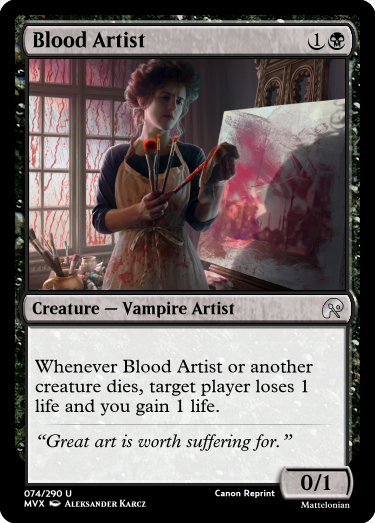 Blood Artist 1
Creature — Vampire Artist
Whenever Blood Artist or another
creature dies, target player loses 1
life and you gain 1 life.
“Great art is worth suffering for.”
0/1
074/290 U
Canon Reprint
MVX ALEKSANDER KARCZ
Mattelonian